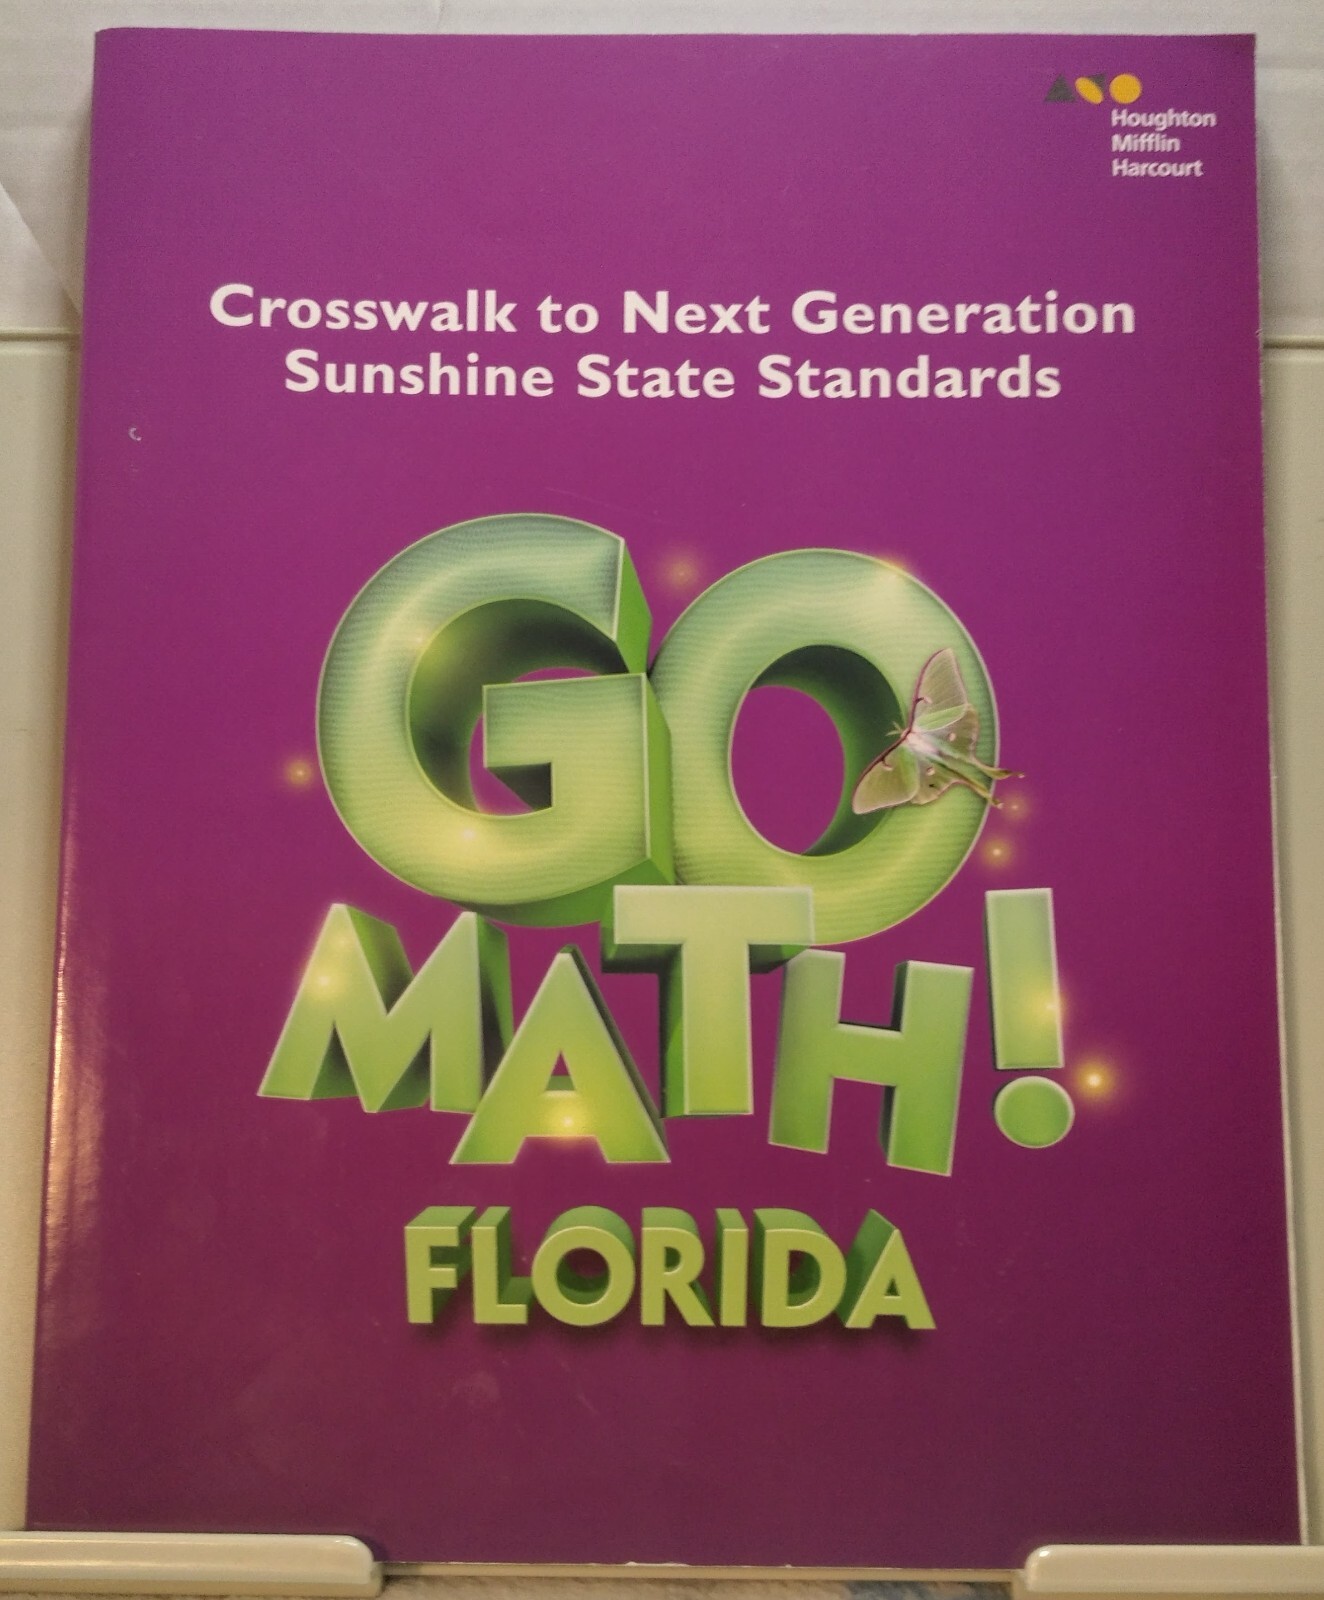 Houghton
Mifflin
Harcourt
Crosswalk to Next Generation
Sunshine State Standards
GO
MATH!
FLORIDA